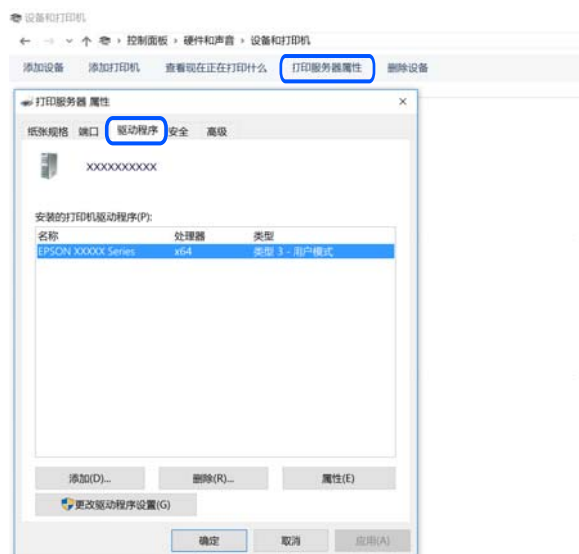 设备和打印机
控制面板 › 硬件和声音 › 设备和打印机
添加设备 添加打印机 查看现在正在打印什么 打印服务器属性 删除设备
打印服务器 属性
纸张规格 端口 驱动程序 安全 高级
XXXXXXXXXX
安装的打印机驱动程序(P):
名称 处理器 类型
EPSON XXXXX Series x64 类型 3 - 用户模式
添加(D)... 删除(R)... 属性(E)
更改驱动程序设置(G)
确定 取消 应用(A)